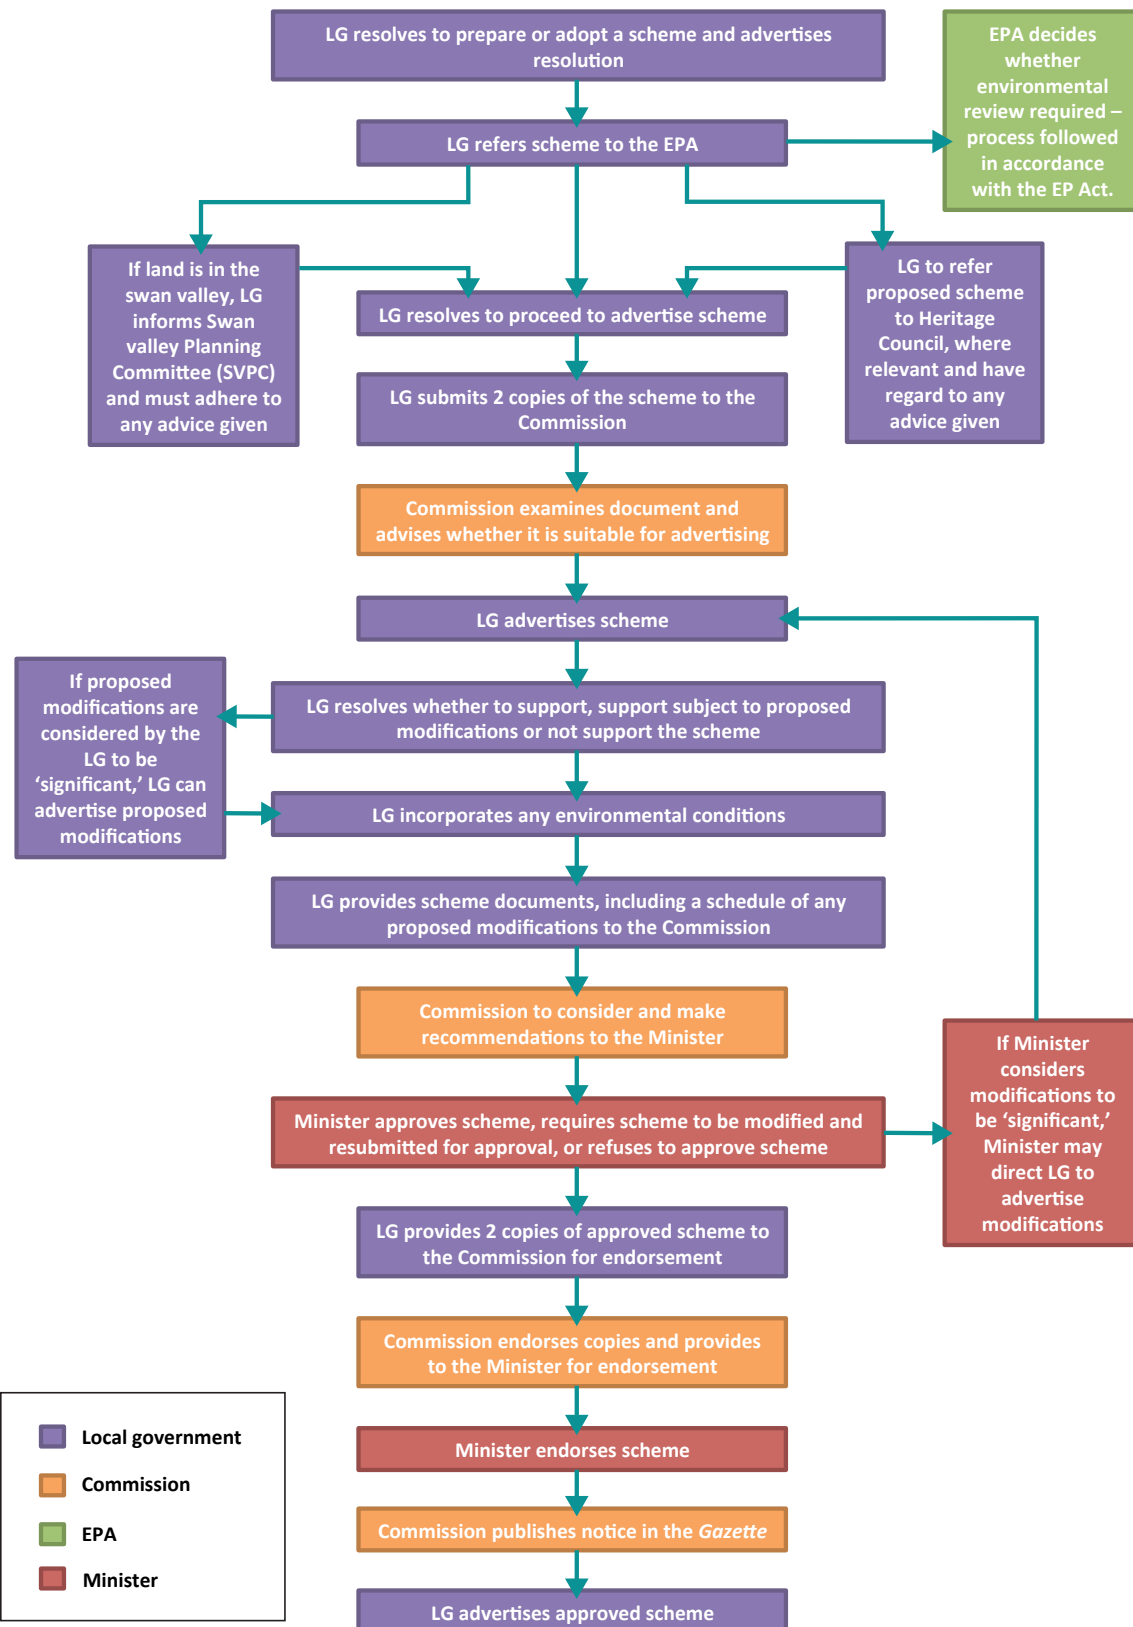 LG resolves to prepare or adopt a scheme and advertises
resolution
EPA decides
whether
environmental
review required –
process followed
in accordance
with the EP Act.
LG refers scheme to the EPA
If land is in the
swan valley, LG
informs Swan
valley Planning
Committee (SVPC)
and must adhere to
any advice given
LG resolves to proceed to advertise scheme
LG to refer
proposed scheme
to Heritage
Council, where
relevant and have
regard to any
advice given
LG submits 2 copies of the scheme to the
Commission
Commission examines document and
advises whether it is suitable for advertising
LG advertises scheme
If proposed
modifications are
considered by the
LG to be
‘significant,’ LG can
advertise proposed
modifications
LG resolves whether to support, support subject to proposed
modifications or not support the scheme
LG incorporates any environmental conditions
LG provides scheme documents, including a schedule of any
proposed modifications to the Commission
Commission to consider and make
recommendations to the Minister
Minister approves scheme, requires scheme to be modified and
resubmitted for approval, or refuses to approve scheme
If Minister
considers
modifications to
be ‘significant,’
Minister may
direct LG to
advertise
modifications
LG provides 2 copies of approved scheme to
the Commission for endorsement
Commission endorses copies and provides
to the Minister for endorsement
Minister endorses scheme
Commission publishes notice in the Gazette
LG advertises approved scheme
Local government
Commission
EPA
Minister